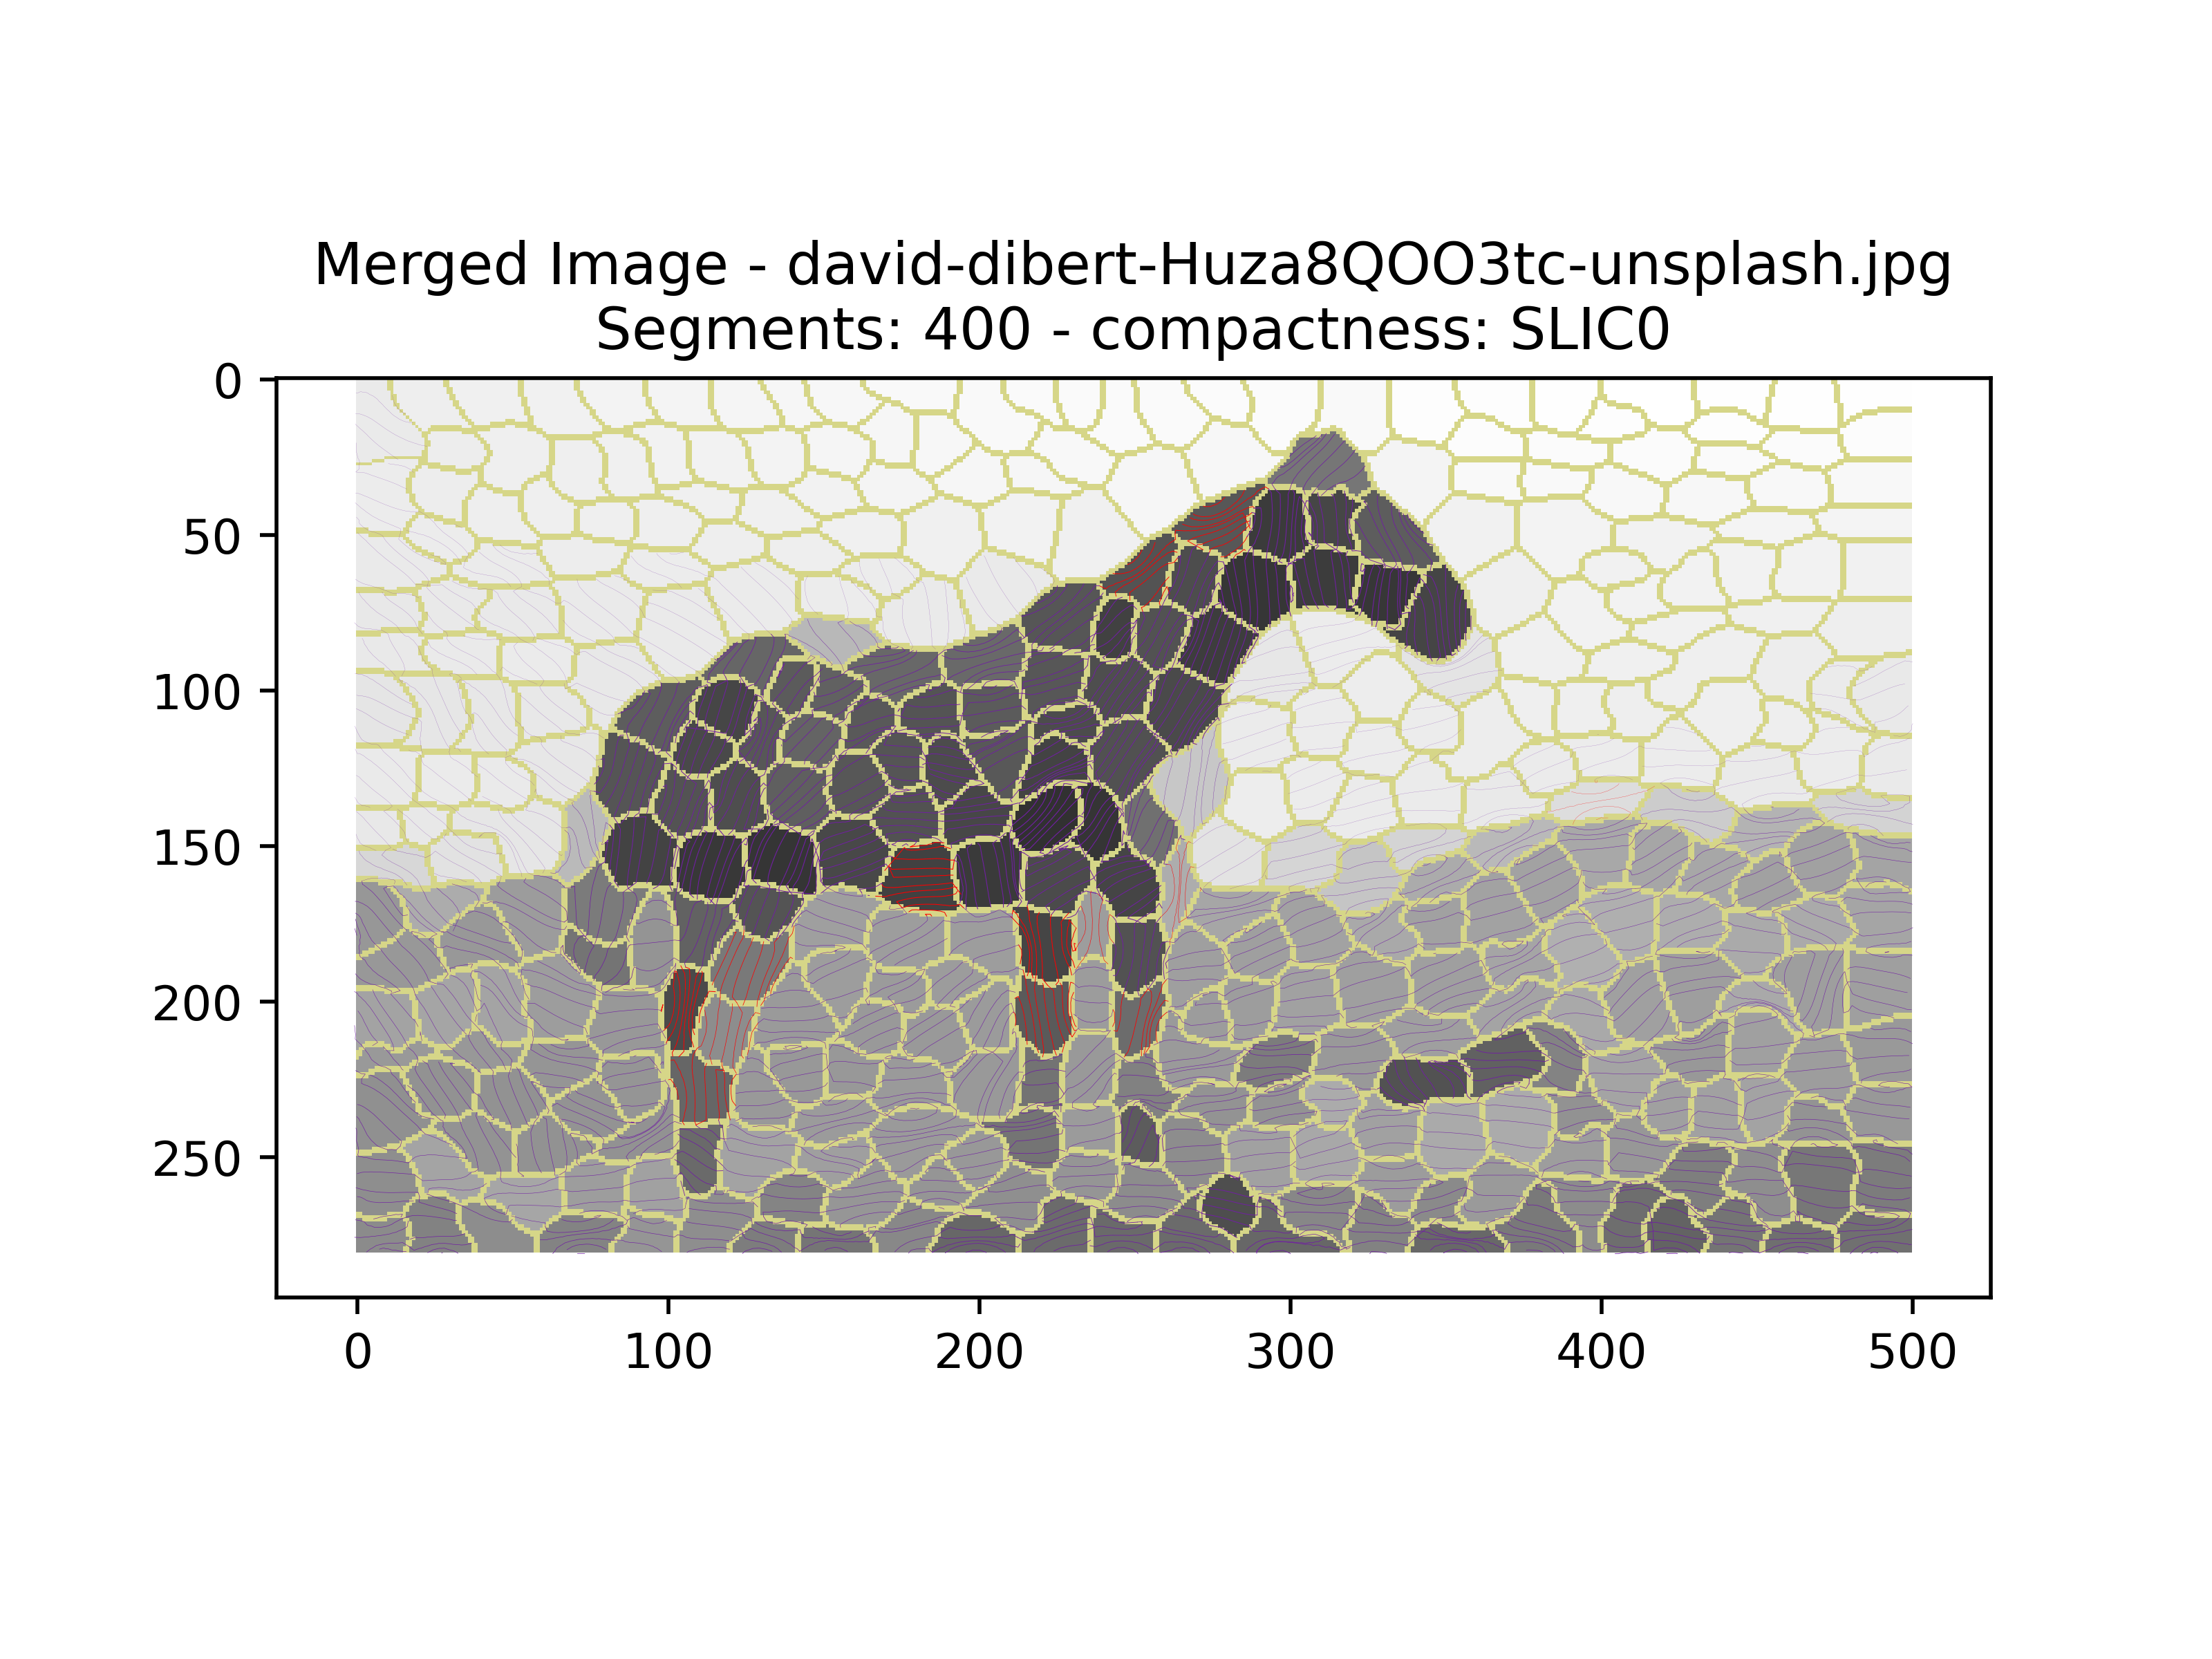 Merged Image - david-dibert-Huza8QOO3tc-unsplash.jpg
Segments: 400 - compactness: SLIC0
0
50
100
150
200
250
0 100 200 300 400 500